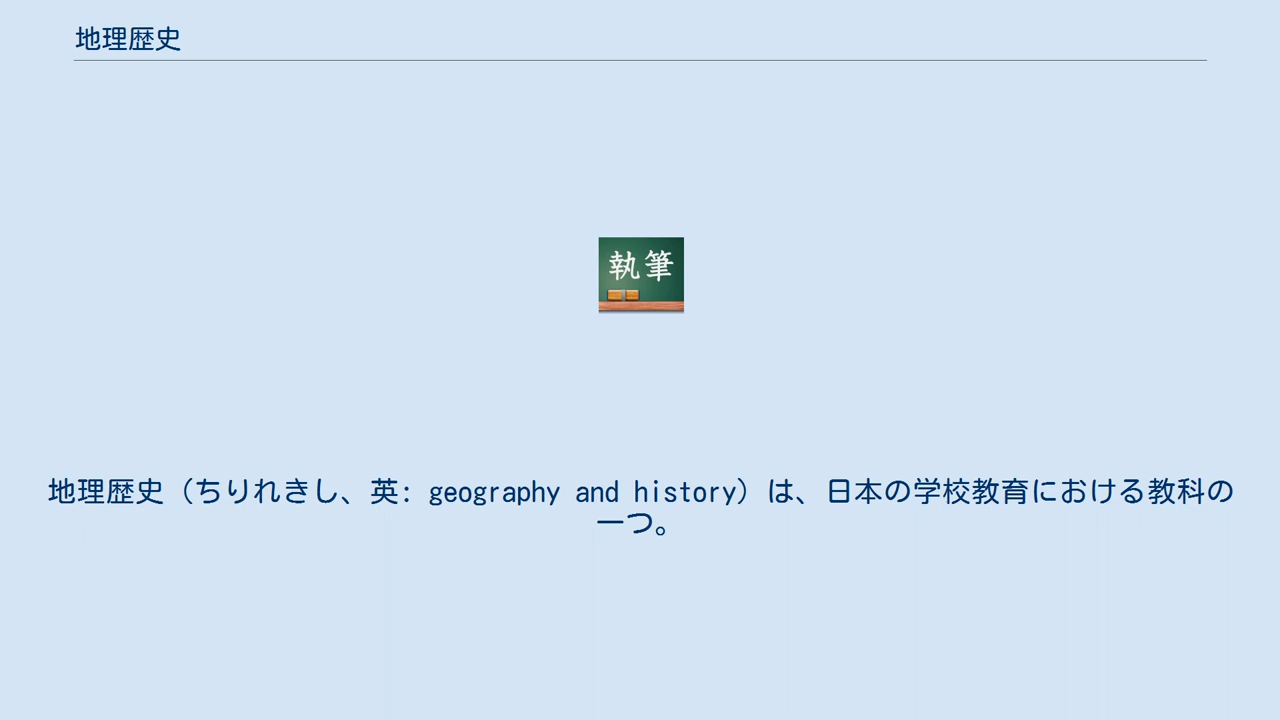 地理歴史
執筆
地理歴史（ちりれきし、英: geography and history）は、日本の学校教育における教科の
一つ。